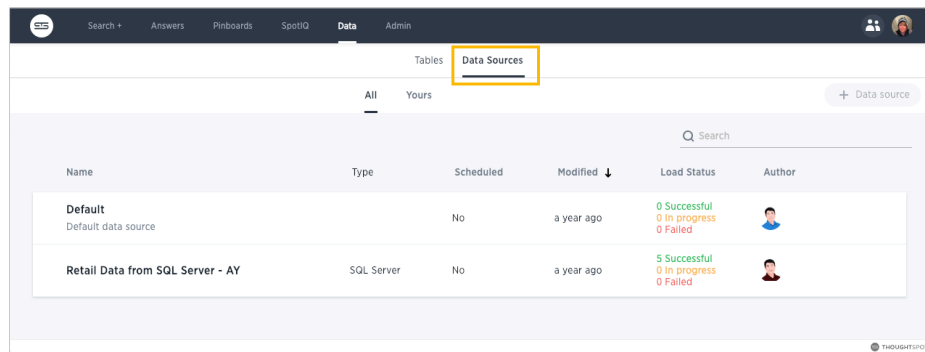 Search + Answers Pinboards SpotIQ Data Admin
Tables Data Sources
All Yours
+ Data source
Search
Name Type Scheduled Modified ↓ Load Status Author
Default
Default data source
No a year ago
0 Successful
0 In progress
0 Failed
Retail Data from SQL Server - AY SQL Server No a year ago
5 Successful
0 In progress
0 Failed